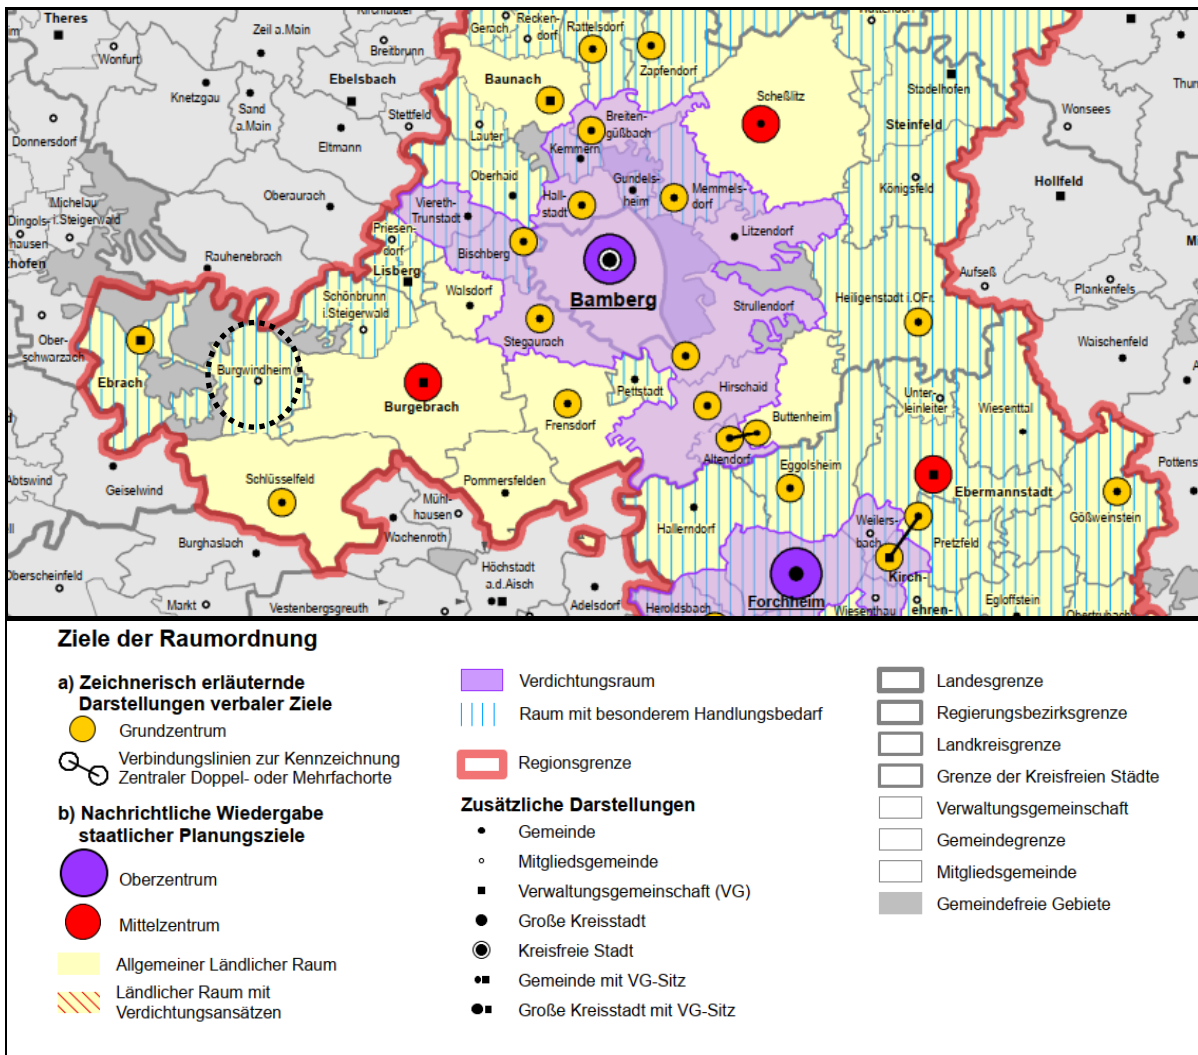 Theres
Wonfurt
Zeil a.Main
Breitbrunn
Ebelsbach
Knetzgau
Sand
a.Main
Stettfeld
Donnersdorf
Eltmann
Oberaurach
Michelau
i.Steigerwald
Dingols-
hausen
Rauhenebrach
Ober-
schwarzach
Gerach
Recken-
dorf
Rattelsdorf
Zapfendorf
Baunach
Lauter
Breiten-
güßbach
Kemmern
Oberhaid
Scheßlitz
Stadelhofen
Steinfeld
Königsfeld
Wonsees
Hollfeld
Gundels-
heim
Hall-
stadt
Memmels-
dorf
Viereth-
Trunstadt
Priesen-
dorf
Bischberg
Litzendorf
Lisberg
Walsdorf
Bamberg
Schönbrunn
i.Steigerwald
Stegaurach
Strullendorf
Heiligenstadt i.OFr.
Aufseß
Plankenfels
Waischenfeld
Burgwindheim
Ebrach
Burgebrach
Pettstadt
Hirschaid
Frensdorf
Buttenheim
Altendorf
Unter-
leinleiter
Wiesenttal
Schlüsselfeld
Pommersfelden
Eggolsheim
Ebermannstadt
Pottenst
Abtswind
Geiselwind
Mühl-
hausen
Wachenroth
Hallerndorf
Weilers-
bach
Pretzfeld
Gößweinstein
Burghaslach
Höchstadt
a.d.Aisch
Adelsdorf
Oberscheinfeld
Markt
Vestenbergsgreuth
Forchheim
Heroldsbach
Kirch-
ehren-
Wiesenthau
Egloffstein
Obertrubach
Ziele der Raumordnung
a) Zeichnerisch erläuternde
Darstellungen verbaler Ziele
Grundzentrum
Verbindungslinien zur Kennzeichnung
Zentraler Doppel- oder Mehrfachorte
b) Nachrichtliche Wiedergabe
staatlicher Planungsziele
Oberzentrum
Mittelzentrum
Allgemeiner Ländlicher Raum
Ländlicher Raum mit
Verdichtungsansätzen
Verdichtungsraum
Raum mit besonderem Handlungsbedarf
Regionsgrenze
Zusätzliche Darstellungen
Gemeinde
Mitgliedsgemeinde
Verwaltungsgemeinschaft (VG)
Große Kreisstadt
Kreisfreie Stadt
Gemeinde mit VG-Sitz
Große Kreisstadt mit VG-Sitz
Landesgrenze
Regierungsbezirksgrenze
Landkreisgrenze
Grenze der Kreisfreien Städte
Verwaltungsgemeinschaft
Gemeindegrenze
Mitgliedsgemeinde
Gemeindefreie Gebiete